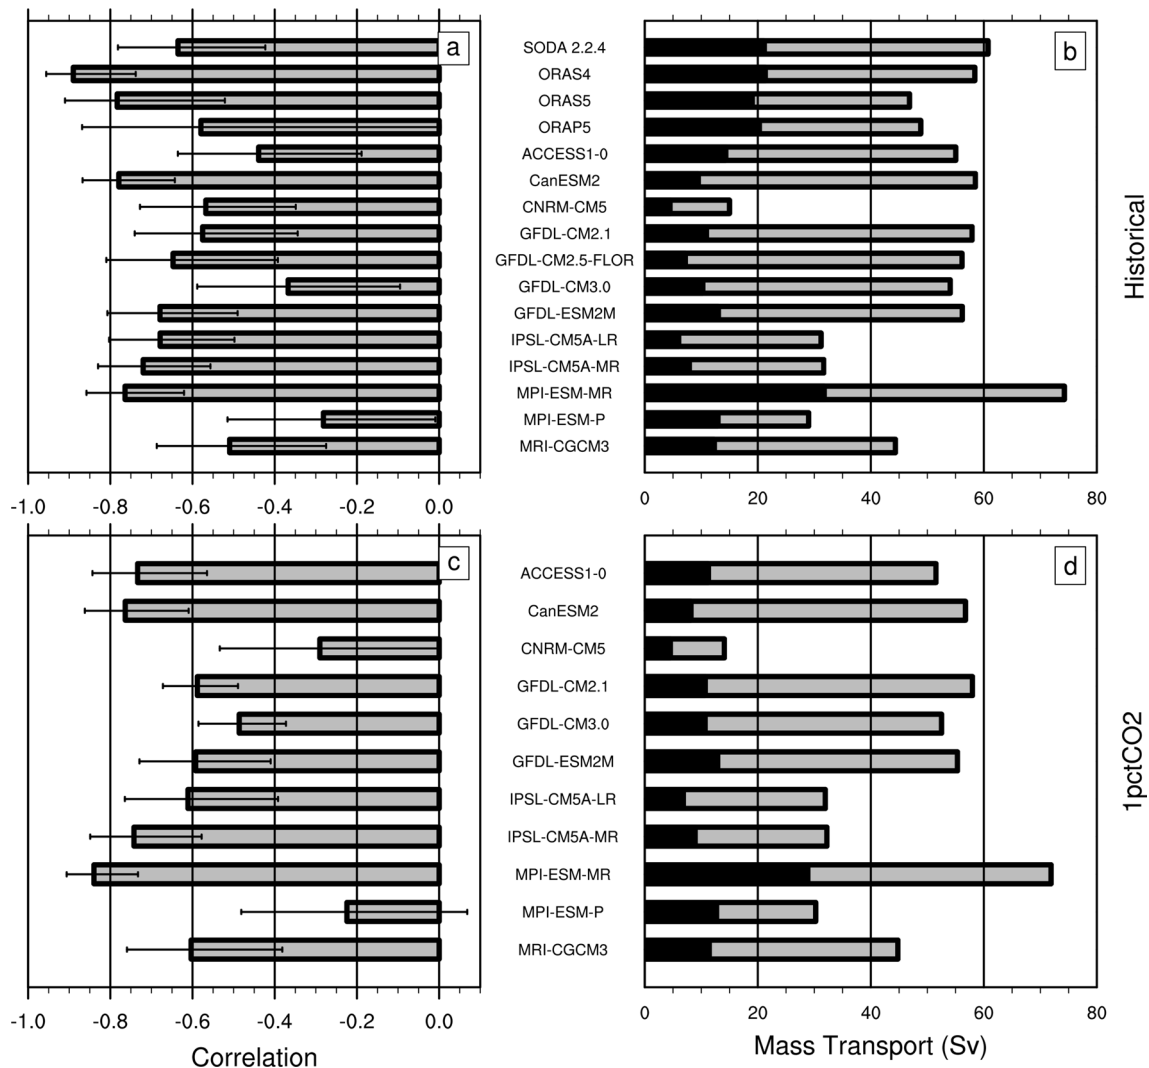 a
SODA 2.2.4
b
ORAS4
ORAS5
ORAP5
ACCESS1-0
CanESM2
CNRM-CM5
GFDL-CM2.1
GFDL-CM2.5-FLOR
GFDL-CM3.0
GFDL-ESM2M
IPSL-CM5A-LR
IPSL-CM5A-MR
MPI-ESM-MR
MPI-ESM-P
MRI-CGCM3
Historical
-1.0 -0.8 -0.6 -0.4 -0.2 0.0
0 20 40 60 80
c
ACCESS1-0
d
CanESM2
CNRM-CM5
GFDL-CM2.1
GFDL-CM3.0
GFDL-ESM2M
IPSL-CM5A-LR
IPSL-CM5A-MR
MPI-ESM-MR
MPI-ESM-P
MRI-CGCM3
1pctCO2
-1.0 -0.8 -0.6 -0.4 -0.2 0.0
0 20 40 60 80
Correlation
Mass Transport (Sv)